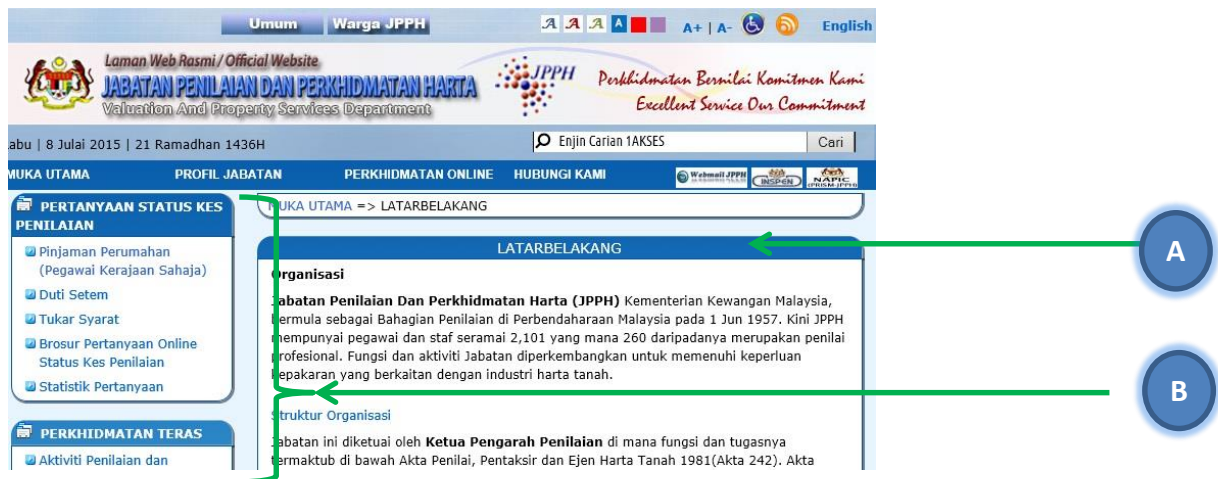 Umum Warga JPPH A A A A A+ | A- English
Laman Web Rasmi / Official Website
JABATAN PENILAIAN DAN PERKHIDMATAN HARTA
Valuation And Property Services Department
JPPH
Perkhidmatan Bernilai Komitmen Kami
Excellent Service Our Commitment
abu | 8 Julai 2015 | 21 Ramadhan 1436H Enjin Carian 1AKSES Cari
MUKA UTAMA PROFIL JABATAN PERKHIDMATAN ONLINE HUBUNGI KAMI Webmail JPPH INSPEN NAPIC
PERTANYAAN STATUS KES
PENILAIAN
Pinjaman Perumahan
(Pegawai Kerajaan Sahaja)
Duti Setem
Tukar Syarat
Brosur Pertanyaan Online
Status Kes Penilaian
Statistik Pertanyaan
PERKHIDMATAN TERAS
Aktiviti Penilaian dan
MUKA UTAMA => LATARBELAKANG
LATARBELAKANG
Organisasi
Jabatan Penilaian Dan Perkhidmatan Harta (JPPH) Kementerian Kewangan Malaysia,
bermula sebagai Bahagian Penilaian di Perbendaharaan Malaysia pada 1 Jun 1957. Kini JPPH
mempunyai pegawai dan staf seramai 2,101 yang mana 260 daripadanya merupakan penilai
profesional. Fungsi dan aktiviti Jabatan diperkembangkan untuk memenuhi keperluan
kepakaran yang berkaitan dengan industri harta tanah.
Struktur Organisasi
Jabatan ini diketuai oleh Ketua Pengarah Penilaian di mana fungsi dan tugasnya
termaktub di bawah Akta Penilai, Pentaksir dan Ejen Harta Tanah 1981(Akta 242). Akta
A
B